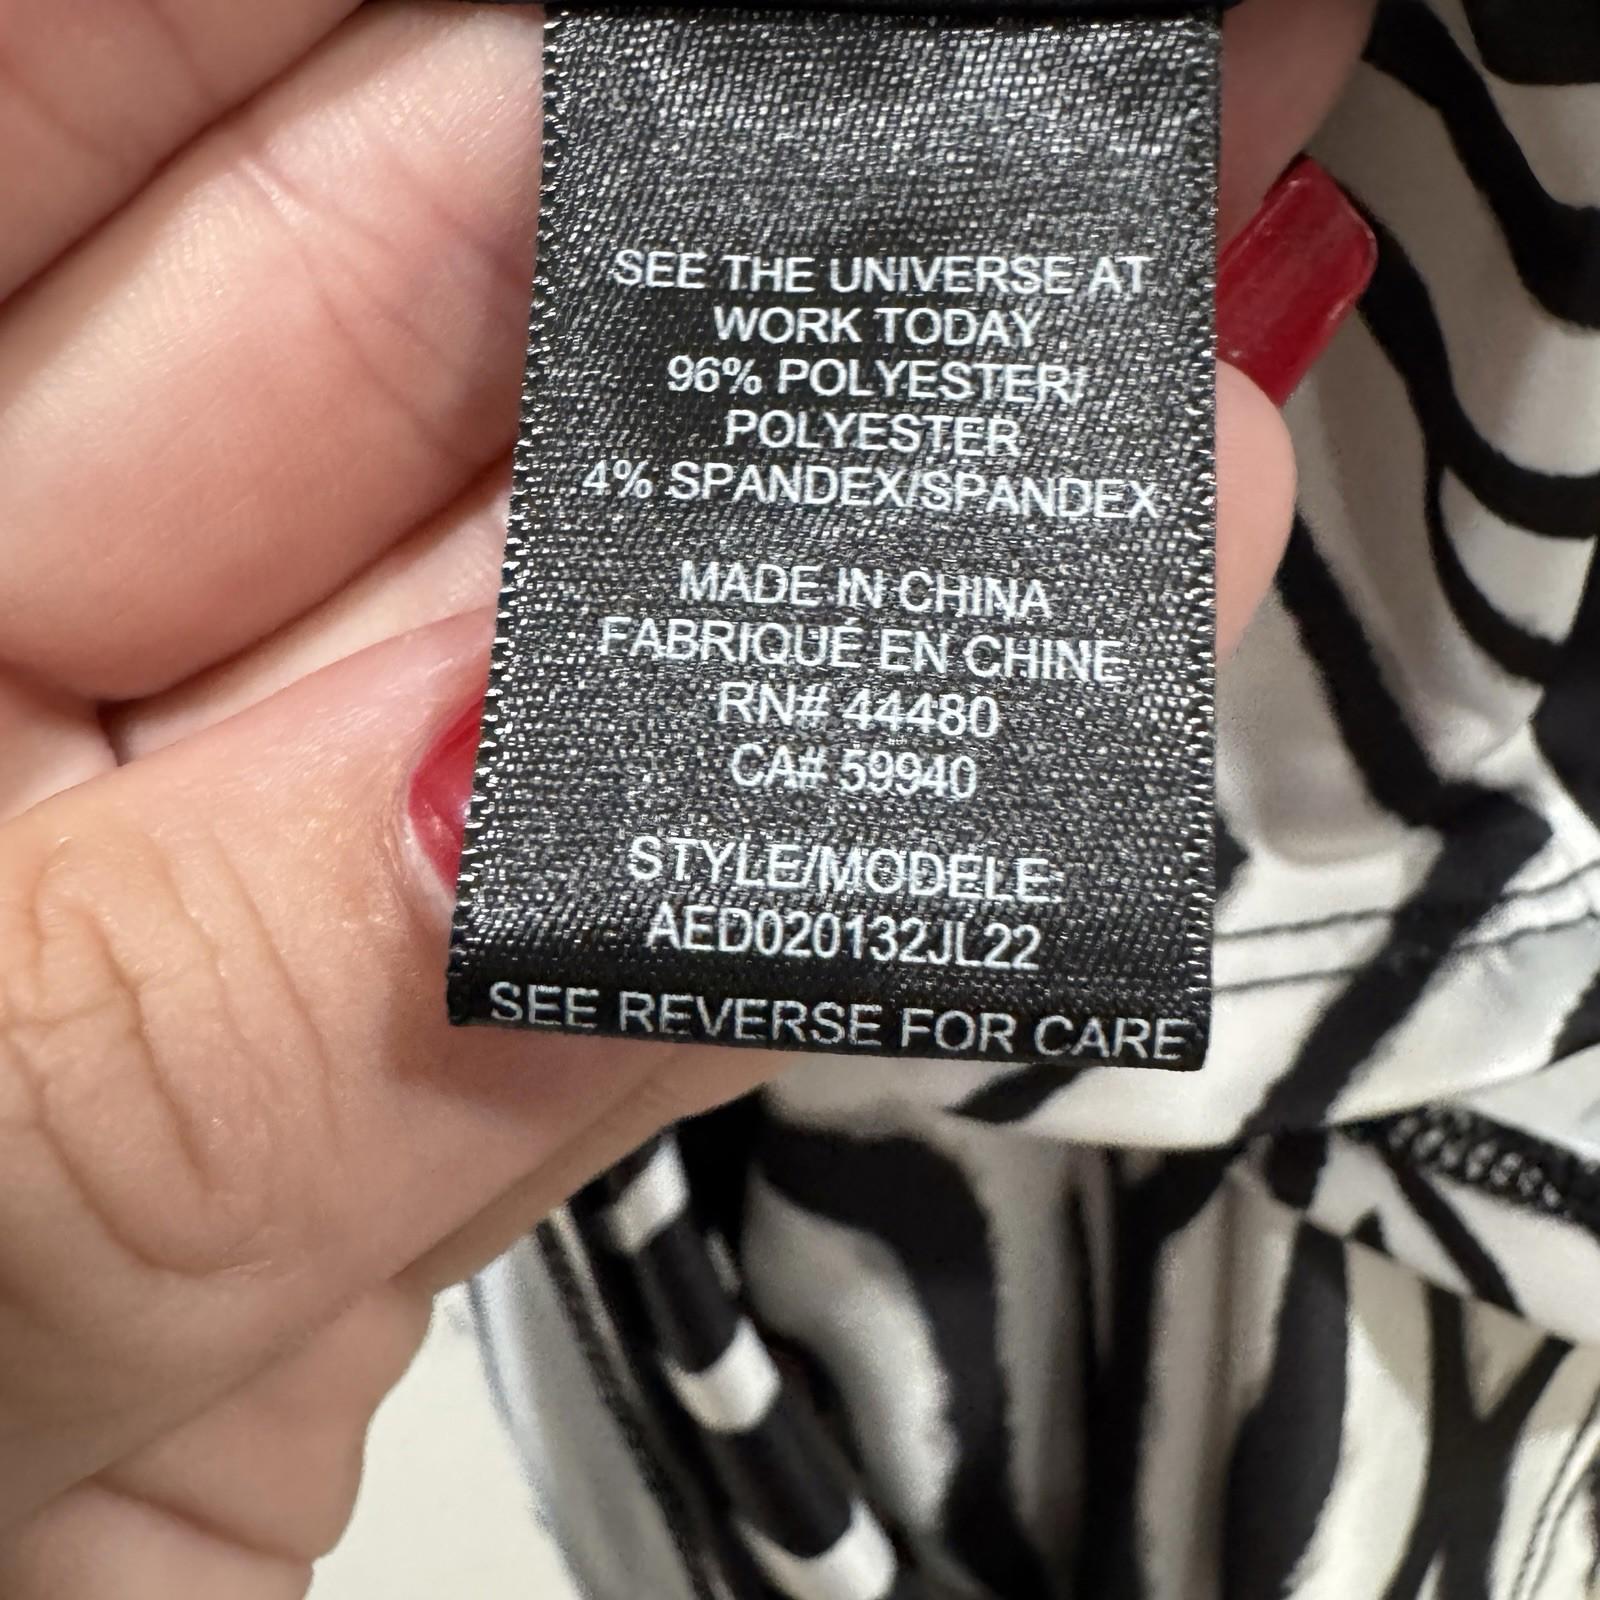 SEE THE UNIVERSE AT
WORK TODAY
96% POLYESTER/
POLYESTER
4% SPANDEX/SPANDEX
MADE IN CHINA
FABRIQUÉ EN CHINE
RN# 44480
CA# 59940
STYLE/MODÈLE:
AED020132JL22
SEE REVERSE FOR CARE